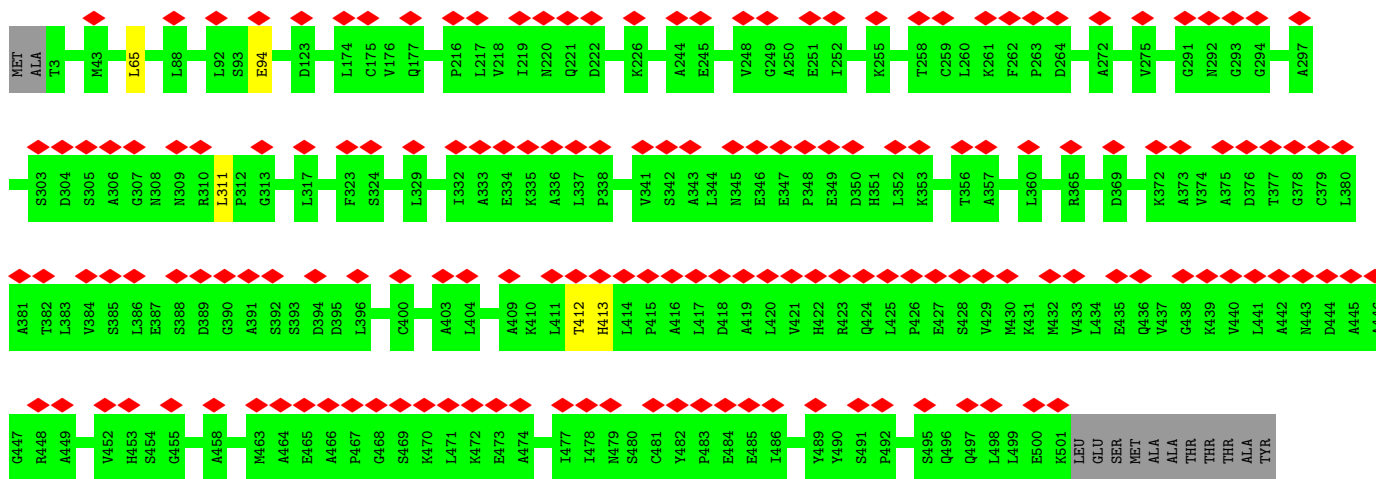 MET ALA T3 M43 L65 L88 L92 S93 E94 D123 L174 C175 V176 Q177 P216 L217 V218 I219 N220 Q221 D222 K226 A244 E245 V248 G249 A250 E251 I252 K255 T258 C259 L260 K261 F262 P263 D264 A272 V275 G291 N292 G293 G294 A297
S303 D304 S305 A306 G307 N308 N309 R310 L311 P312 G313 L317 F323 S324 L329 I332 A333 E334 K335 A336 L337 P338 V341 S342 A343 L344 N345 E346 E347 P348 E349 D350 H351 L352 K353 T356 A357 L360 R365 D369 K372 A373 V374 A375 D376 T377 G378 C379 L380
A381 T382 L383 V384 S385 L386 E387 S388 D389 G390 A391 S392 S393 D394 D395 L396 C400 A403 L404 A409 K410 L411 T412 H413 L414 P415 A416 L417 D418 A419 L420 V421 H422 R423 Q424 L425 P426 E427 S428 V429 M430 K431 M432 V433 L434 E435 Q436 V437 G438 K439 V440 L441 A442 N443 D444 A445 A446
G447 R448 A449 V452 H453 S454 G455 A458 M463 A464 E465 A466 P467 G468 S469 K470 L471 K472 E473 A474 I477 I478 N479 S480 C481 Y482 P483 E484 E485 I486 Y489 Y490 S491 P492 S495 Q496 Q497 L498 L499 E500 K501 LEU GLU SER MET ALA ALA THR THR THR ALA TYR